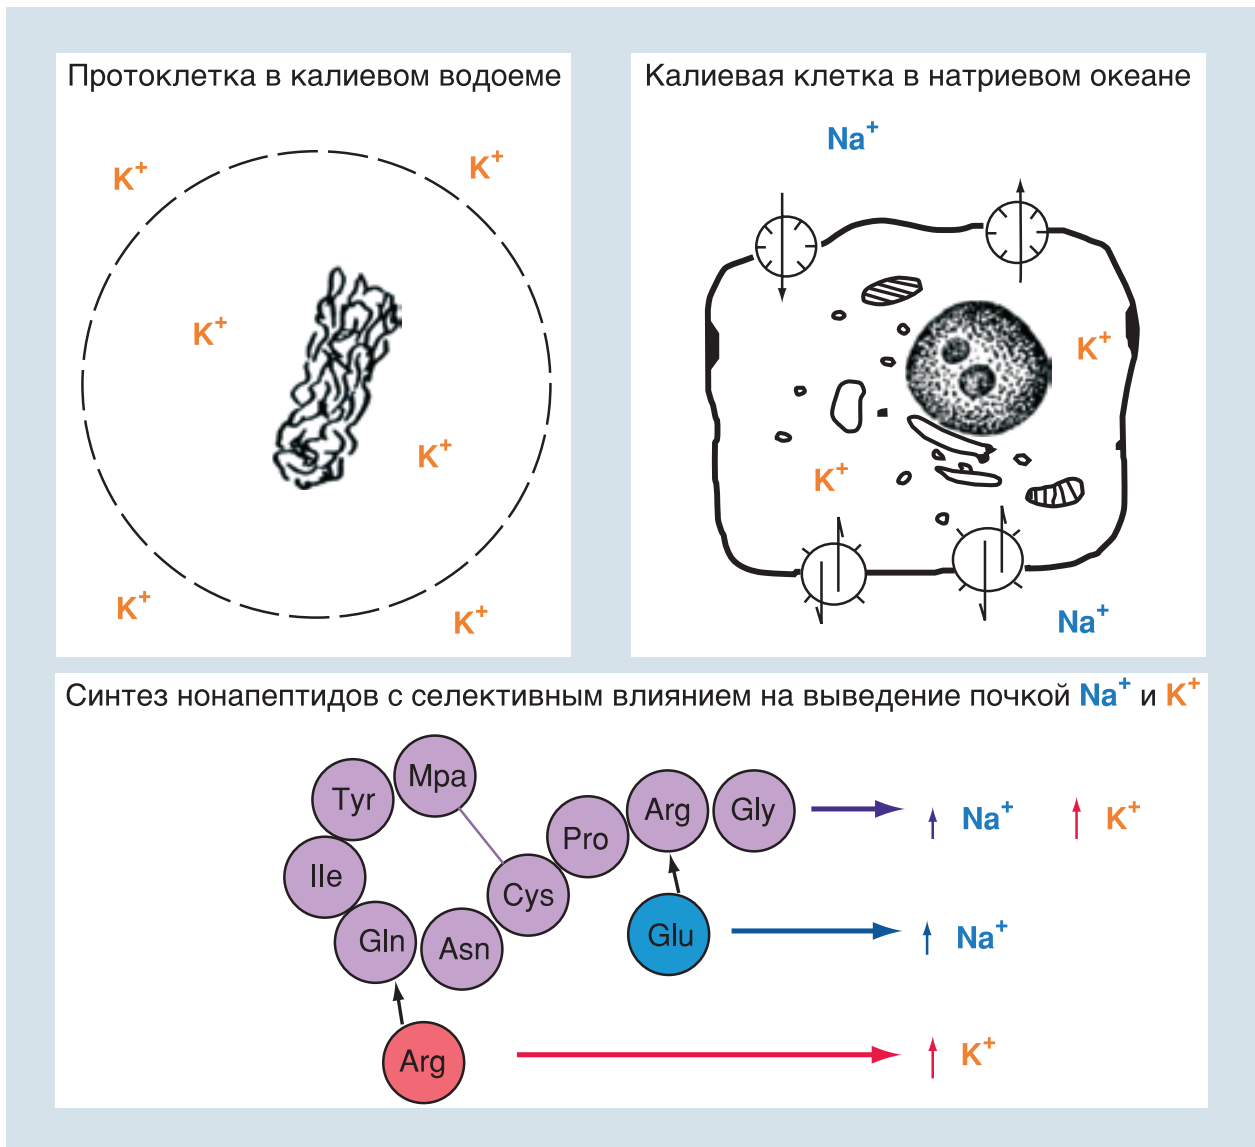 Протоклетка в калиевом водоеме
K⁺
K⁺
K⁺
K⁺
K⁺
K⁺
Калиевая клетка в натриевом океане
Na⁺
K⁺
K⁺
Na⁺
Синтез нонапептидов с селективным влиянием на выведение почкой Na⁺ и K⁺
Mpa
Tyr
Ile
Gln
Asn
Cys
Pro
Arg
Gly
↑ Na⁺ ↑ K⁺
Glu
↑ Na⁺
Arg
↑ K⁺